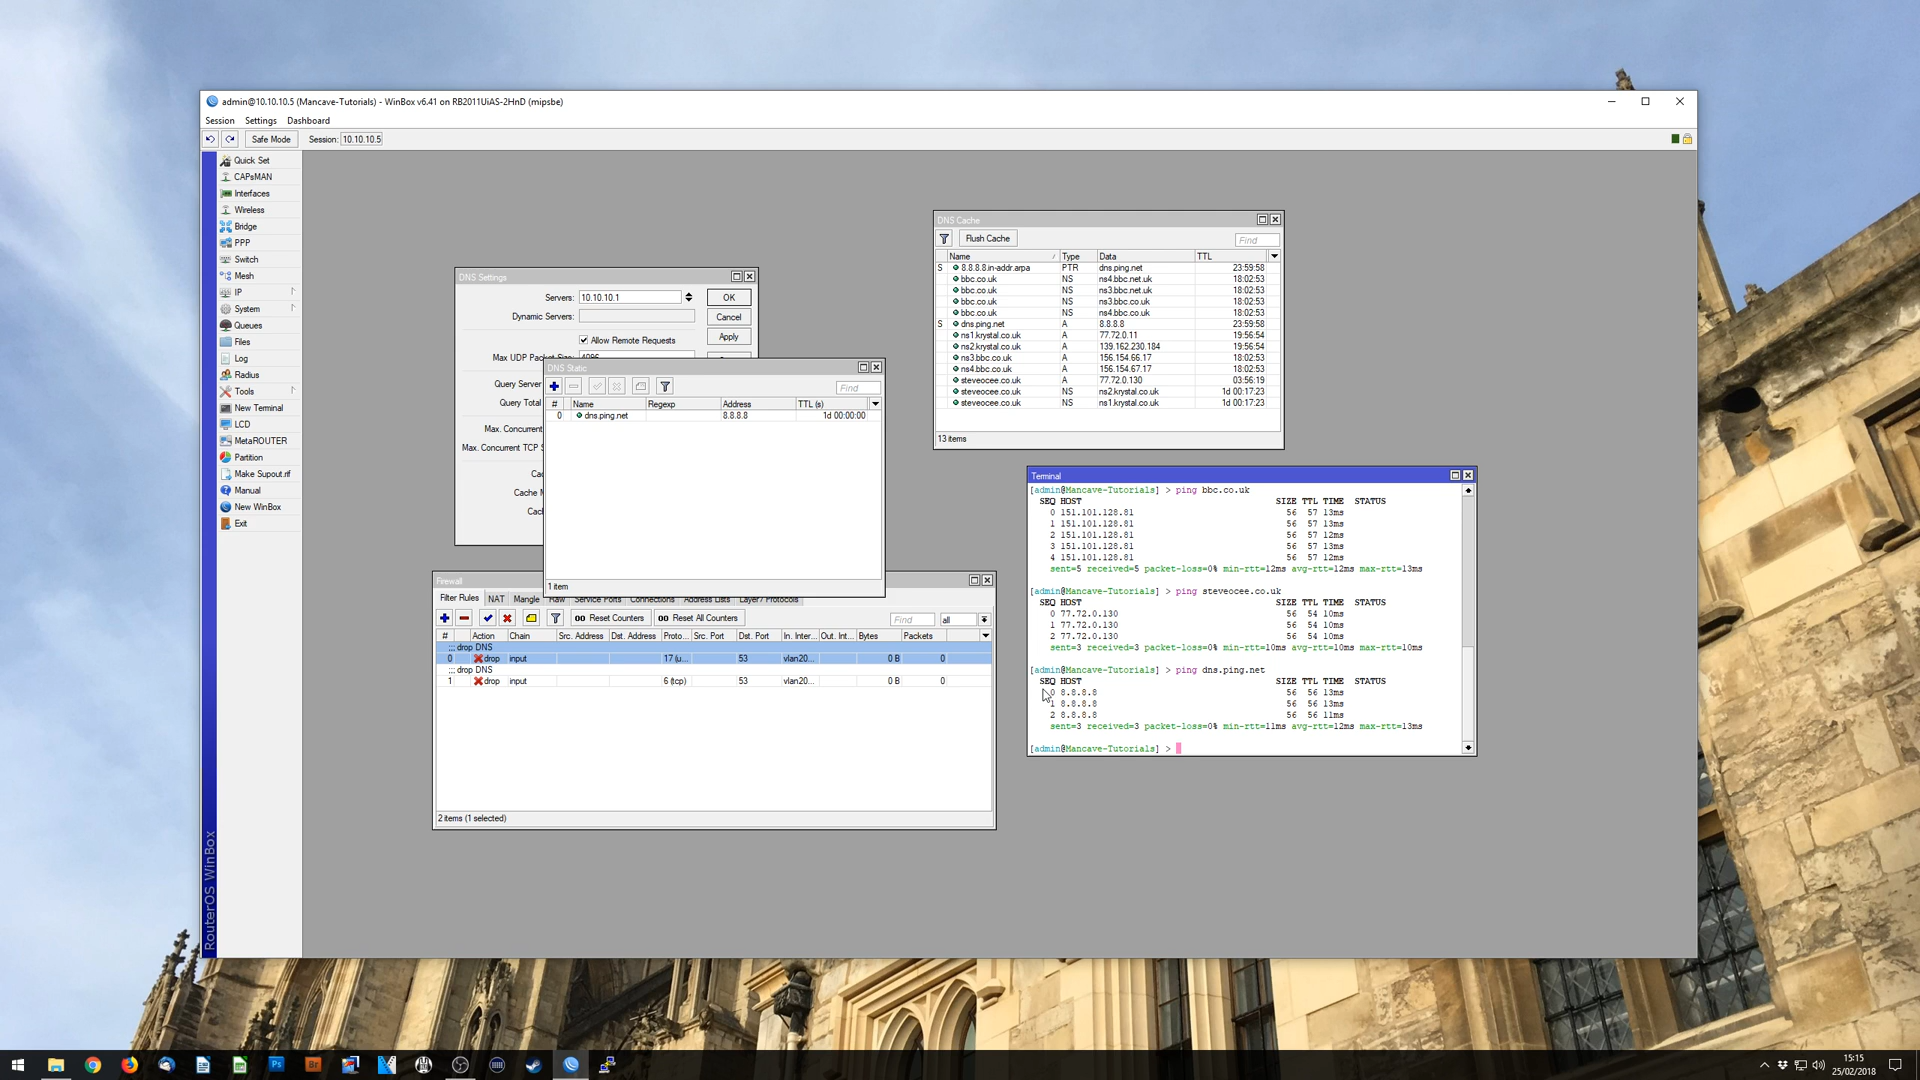 admin@10.10.10.5 (Mancave-Tutorials) - WinBox v6.41 on RB2011UiAS-2HnD (mipsbe)
Session Settings Dashboard
Safe Mode Session: 10.10.10.5
Quick Set
CAPsMAN
Interfaces
Wireless
Bridge
PPP
Switch
Mesh
IP
System
Queues
Files
Log
Radius
Tools
New Terminal
LCD
MetaROUTER
Partition
Make Supout.rif
Manual
New WinBox
Exit
RouterOS WinBox
DNS Settings
Servers: 10.10.10.1 OK
Dynamic Servers: Cancel
Allow Remote Requests Apply
Max UDP Packet Size: 4096
Query Server
Query Total
Max. Concurrent
Max. Concurrent TCP S
Cac
Cache M
Cach
DNS Static
Find
# Name Regexp Address TTL (s)
0 dns.ping.net 8.8.8.8 1d 00:00:00
1 item
DNS Cache
Flush Cache Find
Name Type Data TTL
S 8.8.8.8.in-addr.arpa PTR dns.ping.net 23:59:58
bbc.co.uk NS ns4.bbc.net.uk 18:02:53
bbc.co.uk NS ns3.bbc.net.uk 18:02:53
bbc.co.uk NS ns3.bbc.co.uk 18:02:53
bbc.co.uk NS ns4.bbc.co.uk 18:02:53
S dns.ping.net A 8.8.8.8 23:59:58
ns1.krystal.co.uk A 77.72.0.11 19:56:54
ns2.krystal.co.uk A 139.162.230.184 19:56:54
ns3.bbc.co.uk A 156.154.66.17 18:02:53
ns4.bbc.co.uk A 156.154.67.17 18:02:53
steveocee.co.uk A 77.72.0.130 03:56:19
steveocee.co.uk NS ns2.krystal.co.uk 1d 00:17:23
steveocee.co.uk NS ns1.krystal.co.uk 1d 00:17:23
13 items
Firewall
Filter Rules NAT Mangle Raw Service Ports Connections Address Lists Layer7 Protocols
00 Reset Counters 00 Reset All Counters Find all
# Action Chain Src. Address Dst. Address Proto... Src. Port Dst. Port In. Inter... Out. Int... Bytes Packets
;;; drop DNS
0 drop input 17 (u... 53 vlan20... 0 B 0
;;; drop DNS
1 drop input 6 (tcp) 53 vlan20... 0 B 0
2 items (1 selected)
Terminal
[admin@Mancave-Tutorials] > ping bbc.co.uk
SEQ HOST SIZE TTL TIME STATUS
0 151.101.128.81 56 57 13ms
1 151.101.128.81 56 57 13ms
2 151.101.128.81 56 57 12ms
3 151.101.128.81 56 57 13ms
4 151.101.128.81 56 57 12ms
sent=5 received=5 packet-loss=0% min-rtt=12ms avg-rtt=12ms max-rtt=13ms
[admin@Mancave-Tutorials] > ping steveocee.co.uk
SEQ HOST SIZE TTL TIME STATUS
0 77.72.0.130 56 54 10ms
1 77.72.0.130 56 54 10ms
2 77.72.0.130 56 54 10ms
sent=3 received=3 packet-loss=0% min-rtt=10ms avg-rtt=10ms max-rtt=10ms
[admin@Mancave-Tutorials] > ping dns.ping.net
SEQ HOST SIZE TTL TIME STATUS
0 8.8.8.8 56 56 13ms
1 8.8.8.8 56 56 13ms
2 8.8.8.8 56 56 11ms
sent=3 received=3 packet-loss=0% min-rtt=11ms avg-rtt=12ms max-rtt=13ms
[admin@Mancave-Tutorials] >
Ps Br
15:15
25/02/2018